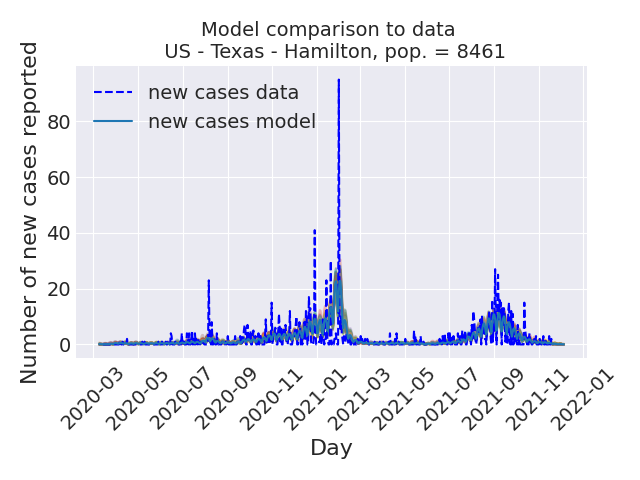 Model comparison to data
US - Texas - Hamilton, pop. = 8461
new cases data
new cases model
Number of new cases reported
80
60
40
20
0
2020-03
2020-05
2020-07
2020-09
2020-11
2021-01
2021-03
2021-05
2021-07
2021-09
2021-11
2022-01
Day